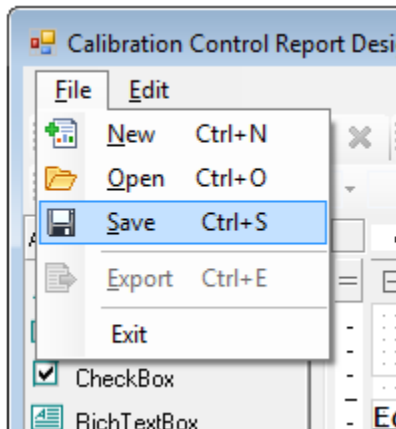 Calibration Control Report Desi
File Edit
New Ctrl+N
Open Ctrl+O
Save Ctrl+S
Export Ctrl+E
Exit
CheckBox
RichTextBox